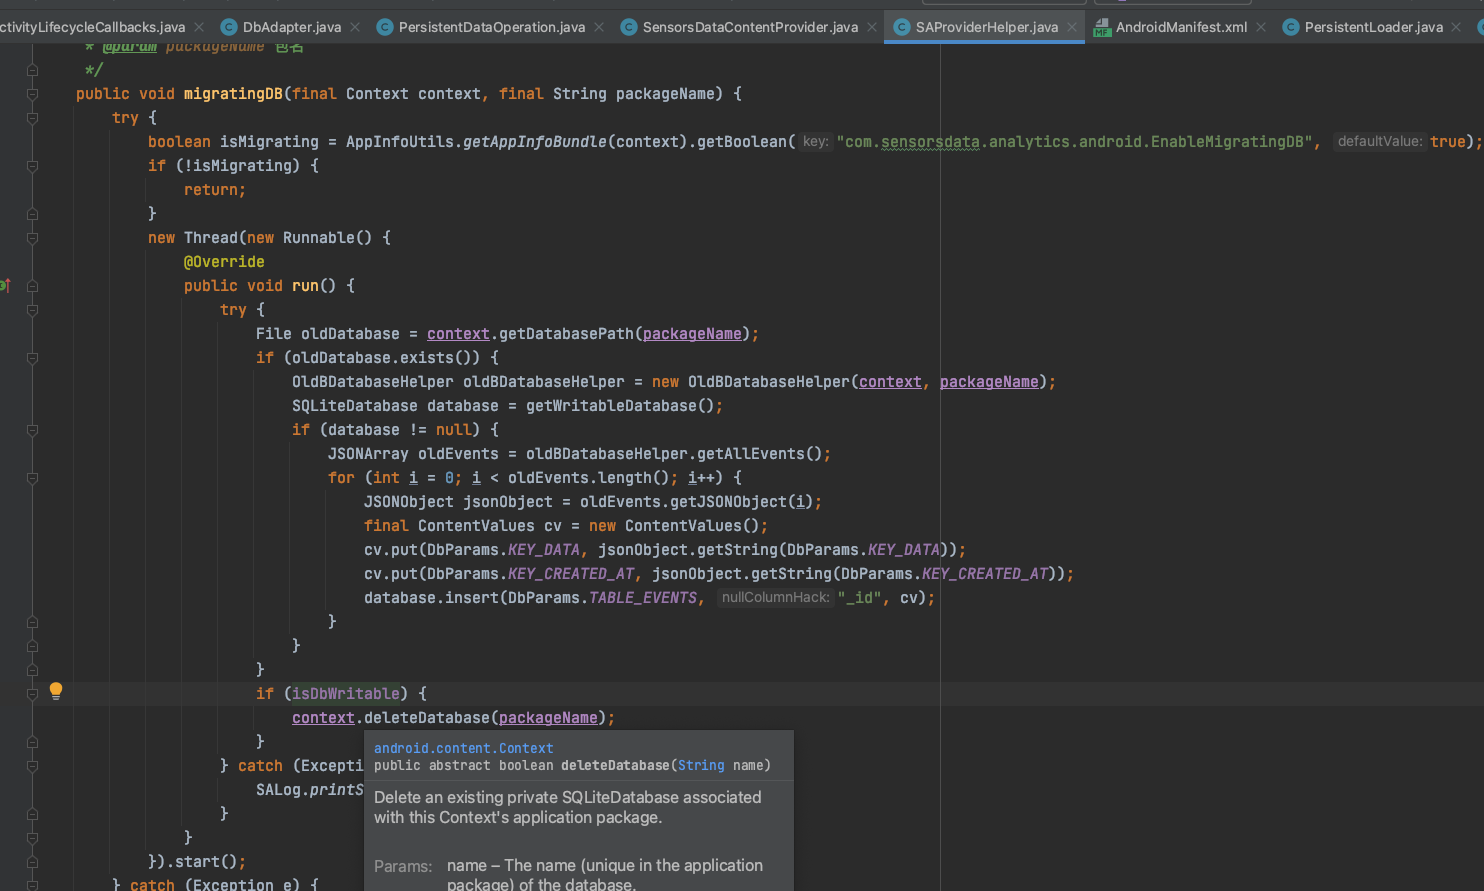 ctivityLifecycleCallbacks.java DbAdapter.java PersistentDataOperation.java SensorsDataContentProvider.java SAProviderHelper.java AndroidManifest.xml PersistentLoader.java
* @param packageName 包名
*/
public void migratingDB(final Context context, final String packageName) {
try {
boolean isMigrating = AppInfoUtils.getAppInfoBundle(context).getBoolean( key: "com.sensorsdata.analytics.android.EnableMigratingDB", defaultValue: true);
if (!isMigrating) {
return;
}
new Thread(new Runnable() {
@Override
public void run() {
try {
File oldDatabase = context.getDatabasePath(packageName);
if (oldDatabase.exists()) {
OldBDatabaseHelper oldBDatabaseHelper = new OldBDatabaseHelper(context, packageName);
SQLiteDatabase database = getWritableDatabase();
if (database != null) {
JSONArray oldEvents = oldBDatabaseHelper.getAllEvents();
for (int i = 0; i < oldEvents.length(); i++) {
JSONObject jsonObject = oldEvents.getJSONObject(i);
final ContentValues cv = new ContentValues();
cv.put(DbParams.KEY_DATA, jsonObject.getString(DbParams.KEY_DATA));
cv.put(DbParams.KEY_CREATED_AT, jsonObject.getString(DbParams.KEY_CREATED_AT));
database.insert(DbParams.TABLE_EVENTS, nullColumnHack: "_id", cv);
}
}
}
if (isDbWritable) {
context.deleteDatabase(packageName);
}
} catch (Excepti
SALog.printS
}
}
}).start();
} catch (Exception e) {
android.content.Context
public abstract boolean deleteDatabase(String name)
Delete an existing private SQLiteDatabase associated
with this Context's application package.
Params: name – The name (unique in the application
package) of the database.